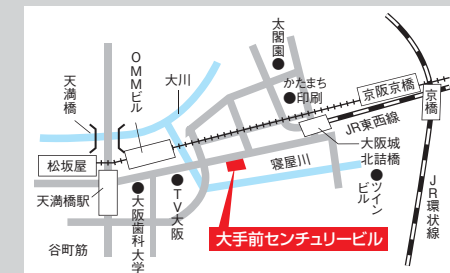 太閤園
OMMビル
大川
天満橋
かたまち
印刷
京阪京橋
京橋
JR東西線
大阪城
北詰橋
松坂屋
寝屋川
ツイン
ビル
天満橋駅
TV大阪
大阪歯科大学
JR環状線
大手前センチュリービル
谷町筋